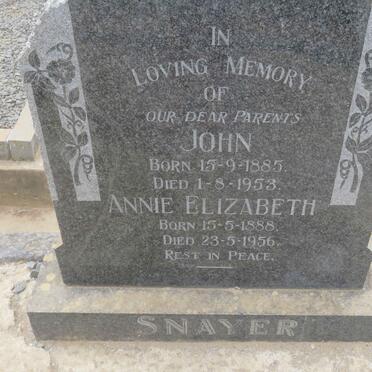 IN
LOVING MEMORY
OF
OUR DEAR PARENTS
JOHN
BORN 15-9-1885.
DIED 1-8-1953.
ANNIE ELIZABETH
BORN 15-5-1888.
DIED 23-5-1956.
REST IN PEACE.
SNAYER